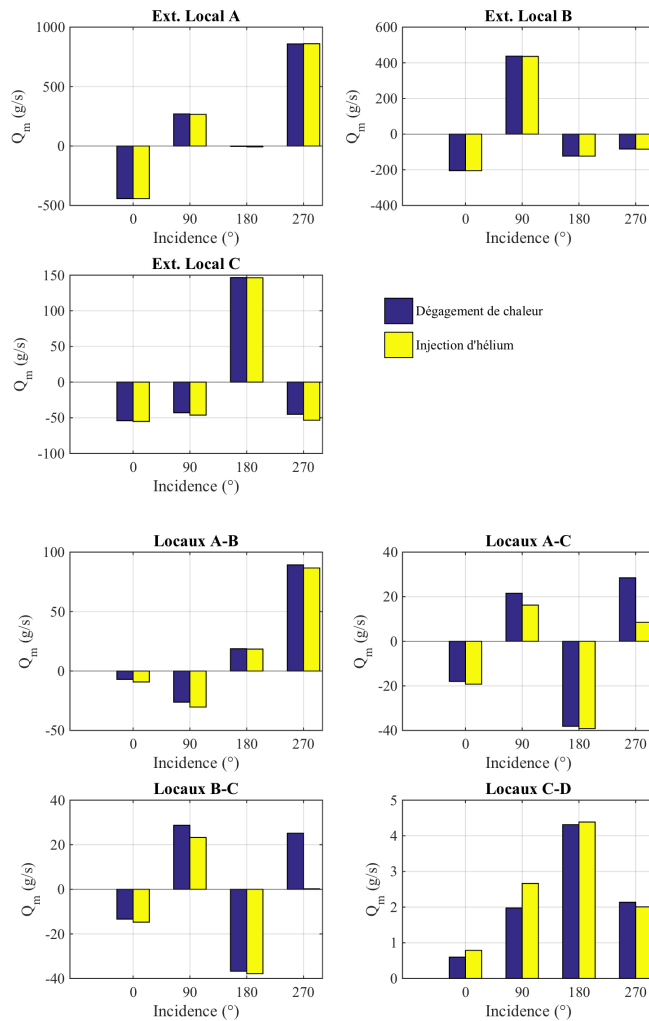 Ext. Local A
1000
500
0
-500
Q_m (g/s)
0 90 180 270
Incidence (°)
Ext. Local B
600
400
200
0
-200
-400
Q_m (g/s)
0 90 180 270
Incidence (°)
Ext. Local C
150
100
50
0
-50
-100
Q_m (g/s)
0 90 180 270
Incidence (°)
Dégagement de chaleur
Injection d'hélium
Locaux A-B
100
50
0
-50
Q_m (g/s)
0 90 180 270
Incidence (°)
Locaux A-C
40
20
0
-20
-40
Q_m (g/s)
0 90 180 270
Incidence (°)
Locaux B-C
40
20
0
-20
-40
Q_m (g/s)
0 90 180 270
Incidence (°)
Locaux C-D
5
4
3
2
1
0
Q_m (g/s)
0 90 180 270
Incidence (°)